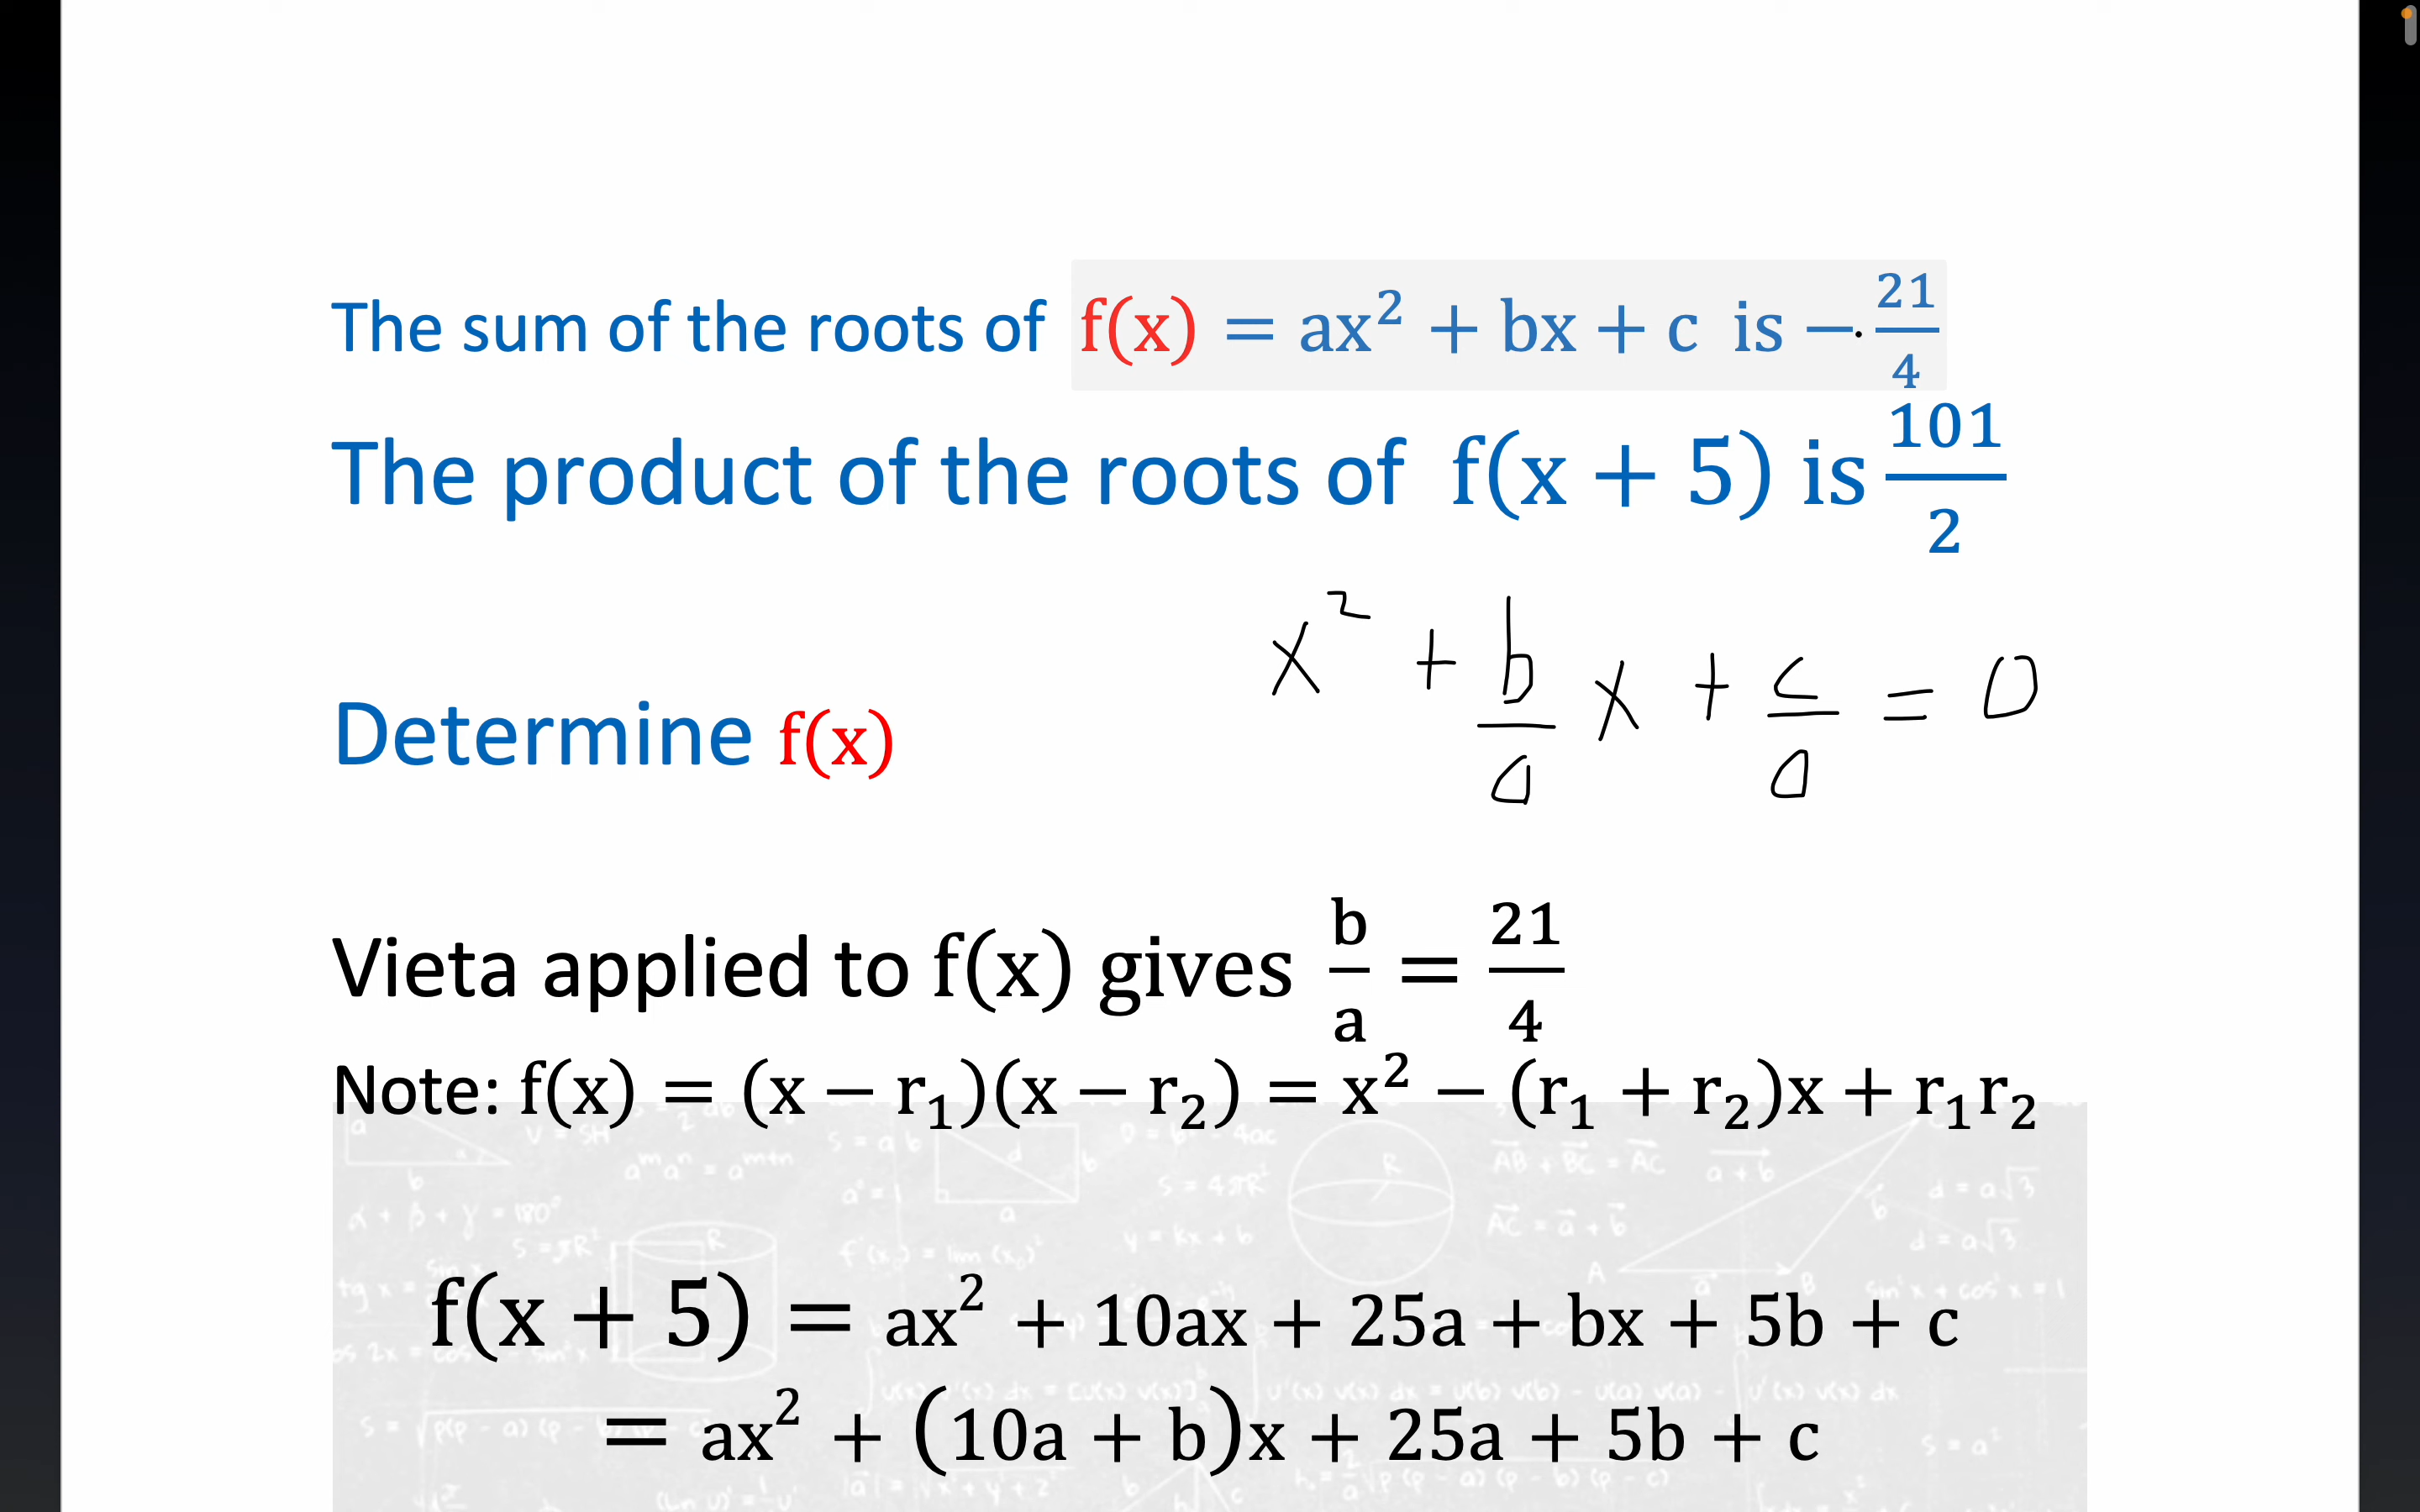 The sum of the roots of f(x) = ax² + bx + c is − 21/4
The product of the roots of f(x + 5) is 101/2
x² + b/a x + c/a = 0
Determine f(x)
Vieta applied to f(x) gives b/a = 21/4
Note: f(x) = (x − r₁)(x − r₂) = x² − (r₁ + r₂)x + r₁r₂
f(x + 5) = ax² + 10ax + 25a + bx + 5b + c
= ax² + (10a + b)x + 25a + 5b + c